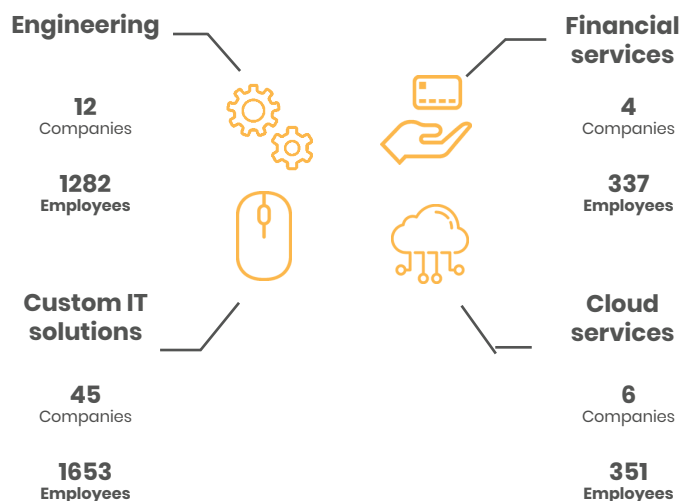 Engineering
12
Companies
1282
Employees
Financial
services
4
Companies
337
Employees
Custom IT
solutions
45
Companies
1653
Employees
Cloud
services
6
Companies
351
Employees